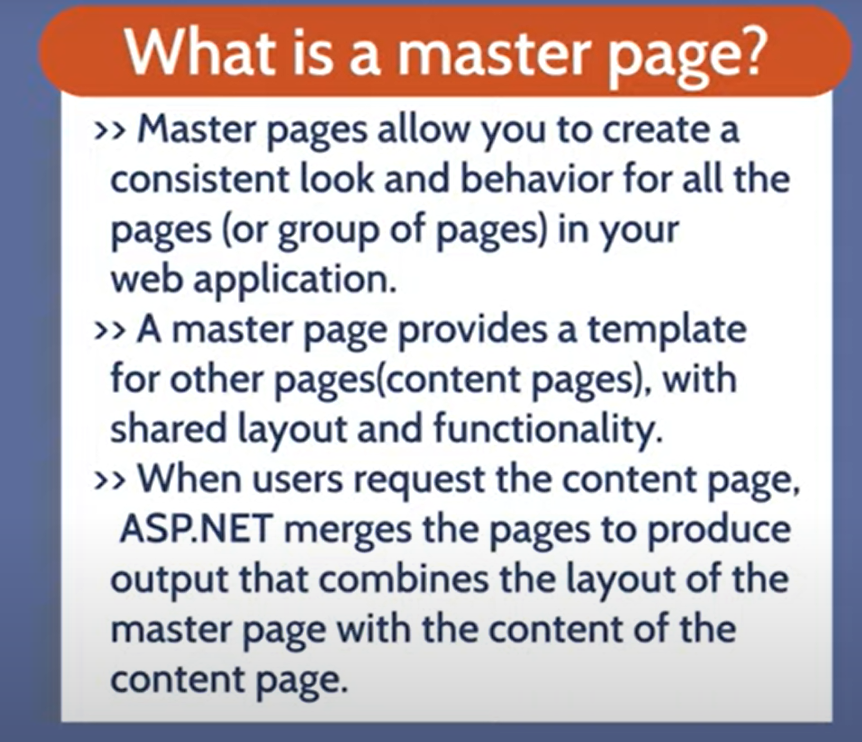 What is a master page?
>> Master pages allow you to create a
consistent look and behavior for all the
pages (or group of pages) in your
web application.
>> A master page provides a template
for other pages(content pages), with
shared layout and functionality.
>> When users request the content page,
ASP.NET merges the pages to produce
output that combines the layout of the
master page with the content of the
content page.